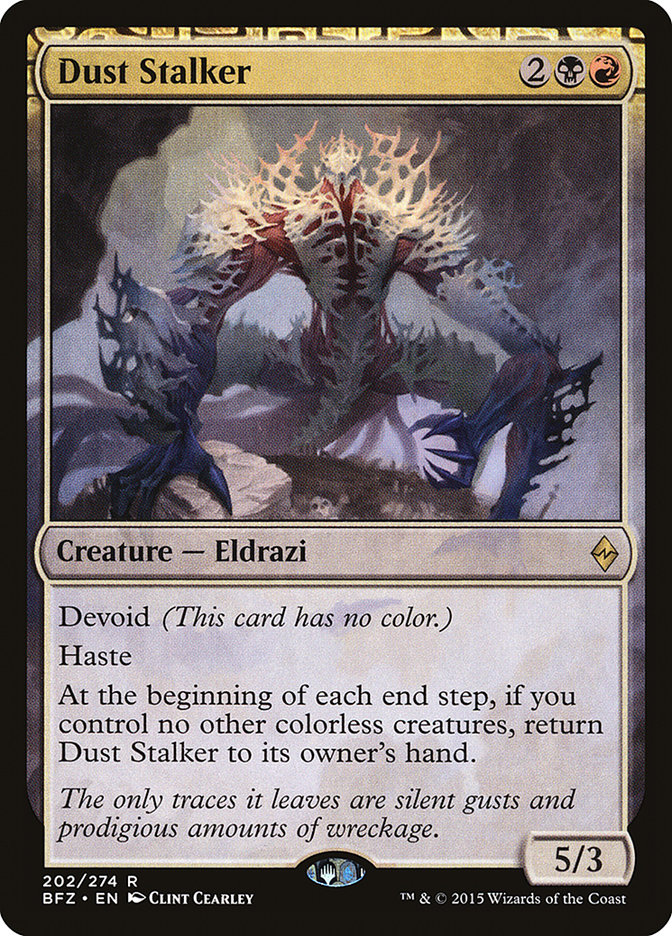 Dust Stalker 2
Creature — Eldrazi
Devoid (This card has no color.)
Haste
At the beginning of each end step, if you
control no other colorless creatures, return
Dust Stalker to its owner's hand.
The only traces it leaves are silent gusts and
prodigious amounts of wreckage.
5/3
202/274 R
BFZ • EN Clint Cearley
™ & © 2015 Wizards of the Coast